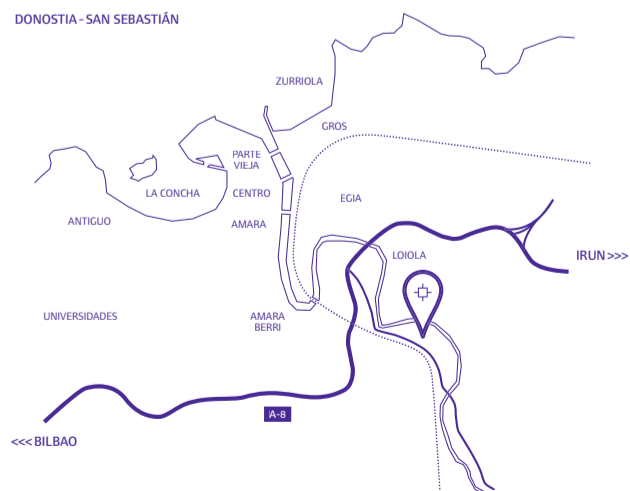 DONOSTIA - SAN SEBASTIÁN
ZURRIOLA
GROS
PARTE
VIEJA
LA CONCHA
CENTRO
EGIA
ANTIGUO
AMARA
LOIOLA
IRUN >>>
UNIVERSIDADES
AMARA
BERRI
A-8
<<< BILBAO